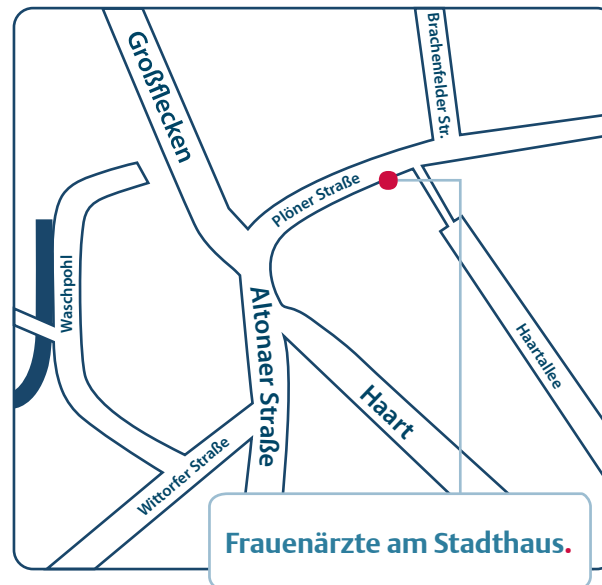 Großflecken
Brachenfelder Str.
Plöner Straße
Waschpohl
Altonaer Straße
Haartallee
Haart
Wittorfer Straße
Frauenärzte am Stadthaus.